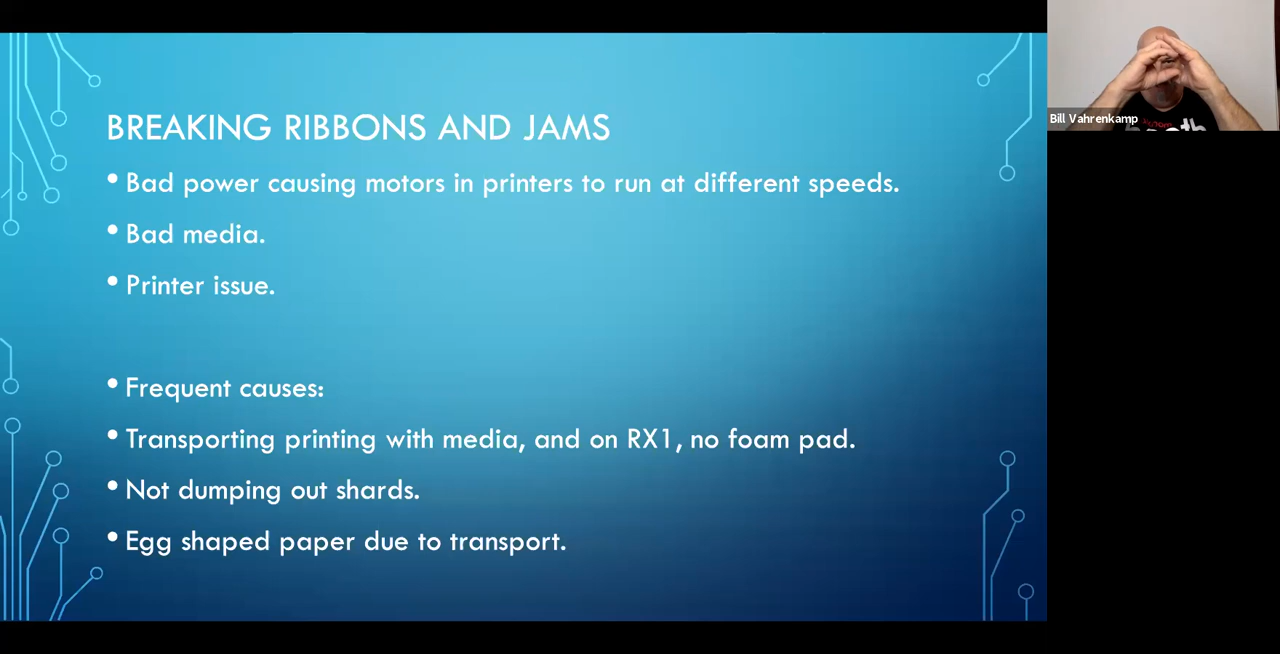 BREAKING RIBBONS AND JAMS
• Bad power causing motors in printers to run at different speeds.
• Bad media.
• Printer issue.
• Frequent causes:
• Transporting printing with media, and on RX1, no foam pad.
• Not dumping out shards.
• Egg shaped paper due to transport.
Bill Vahrenkamp